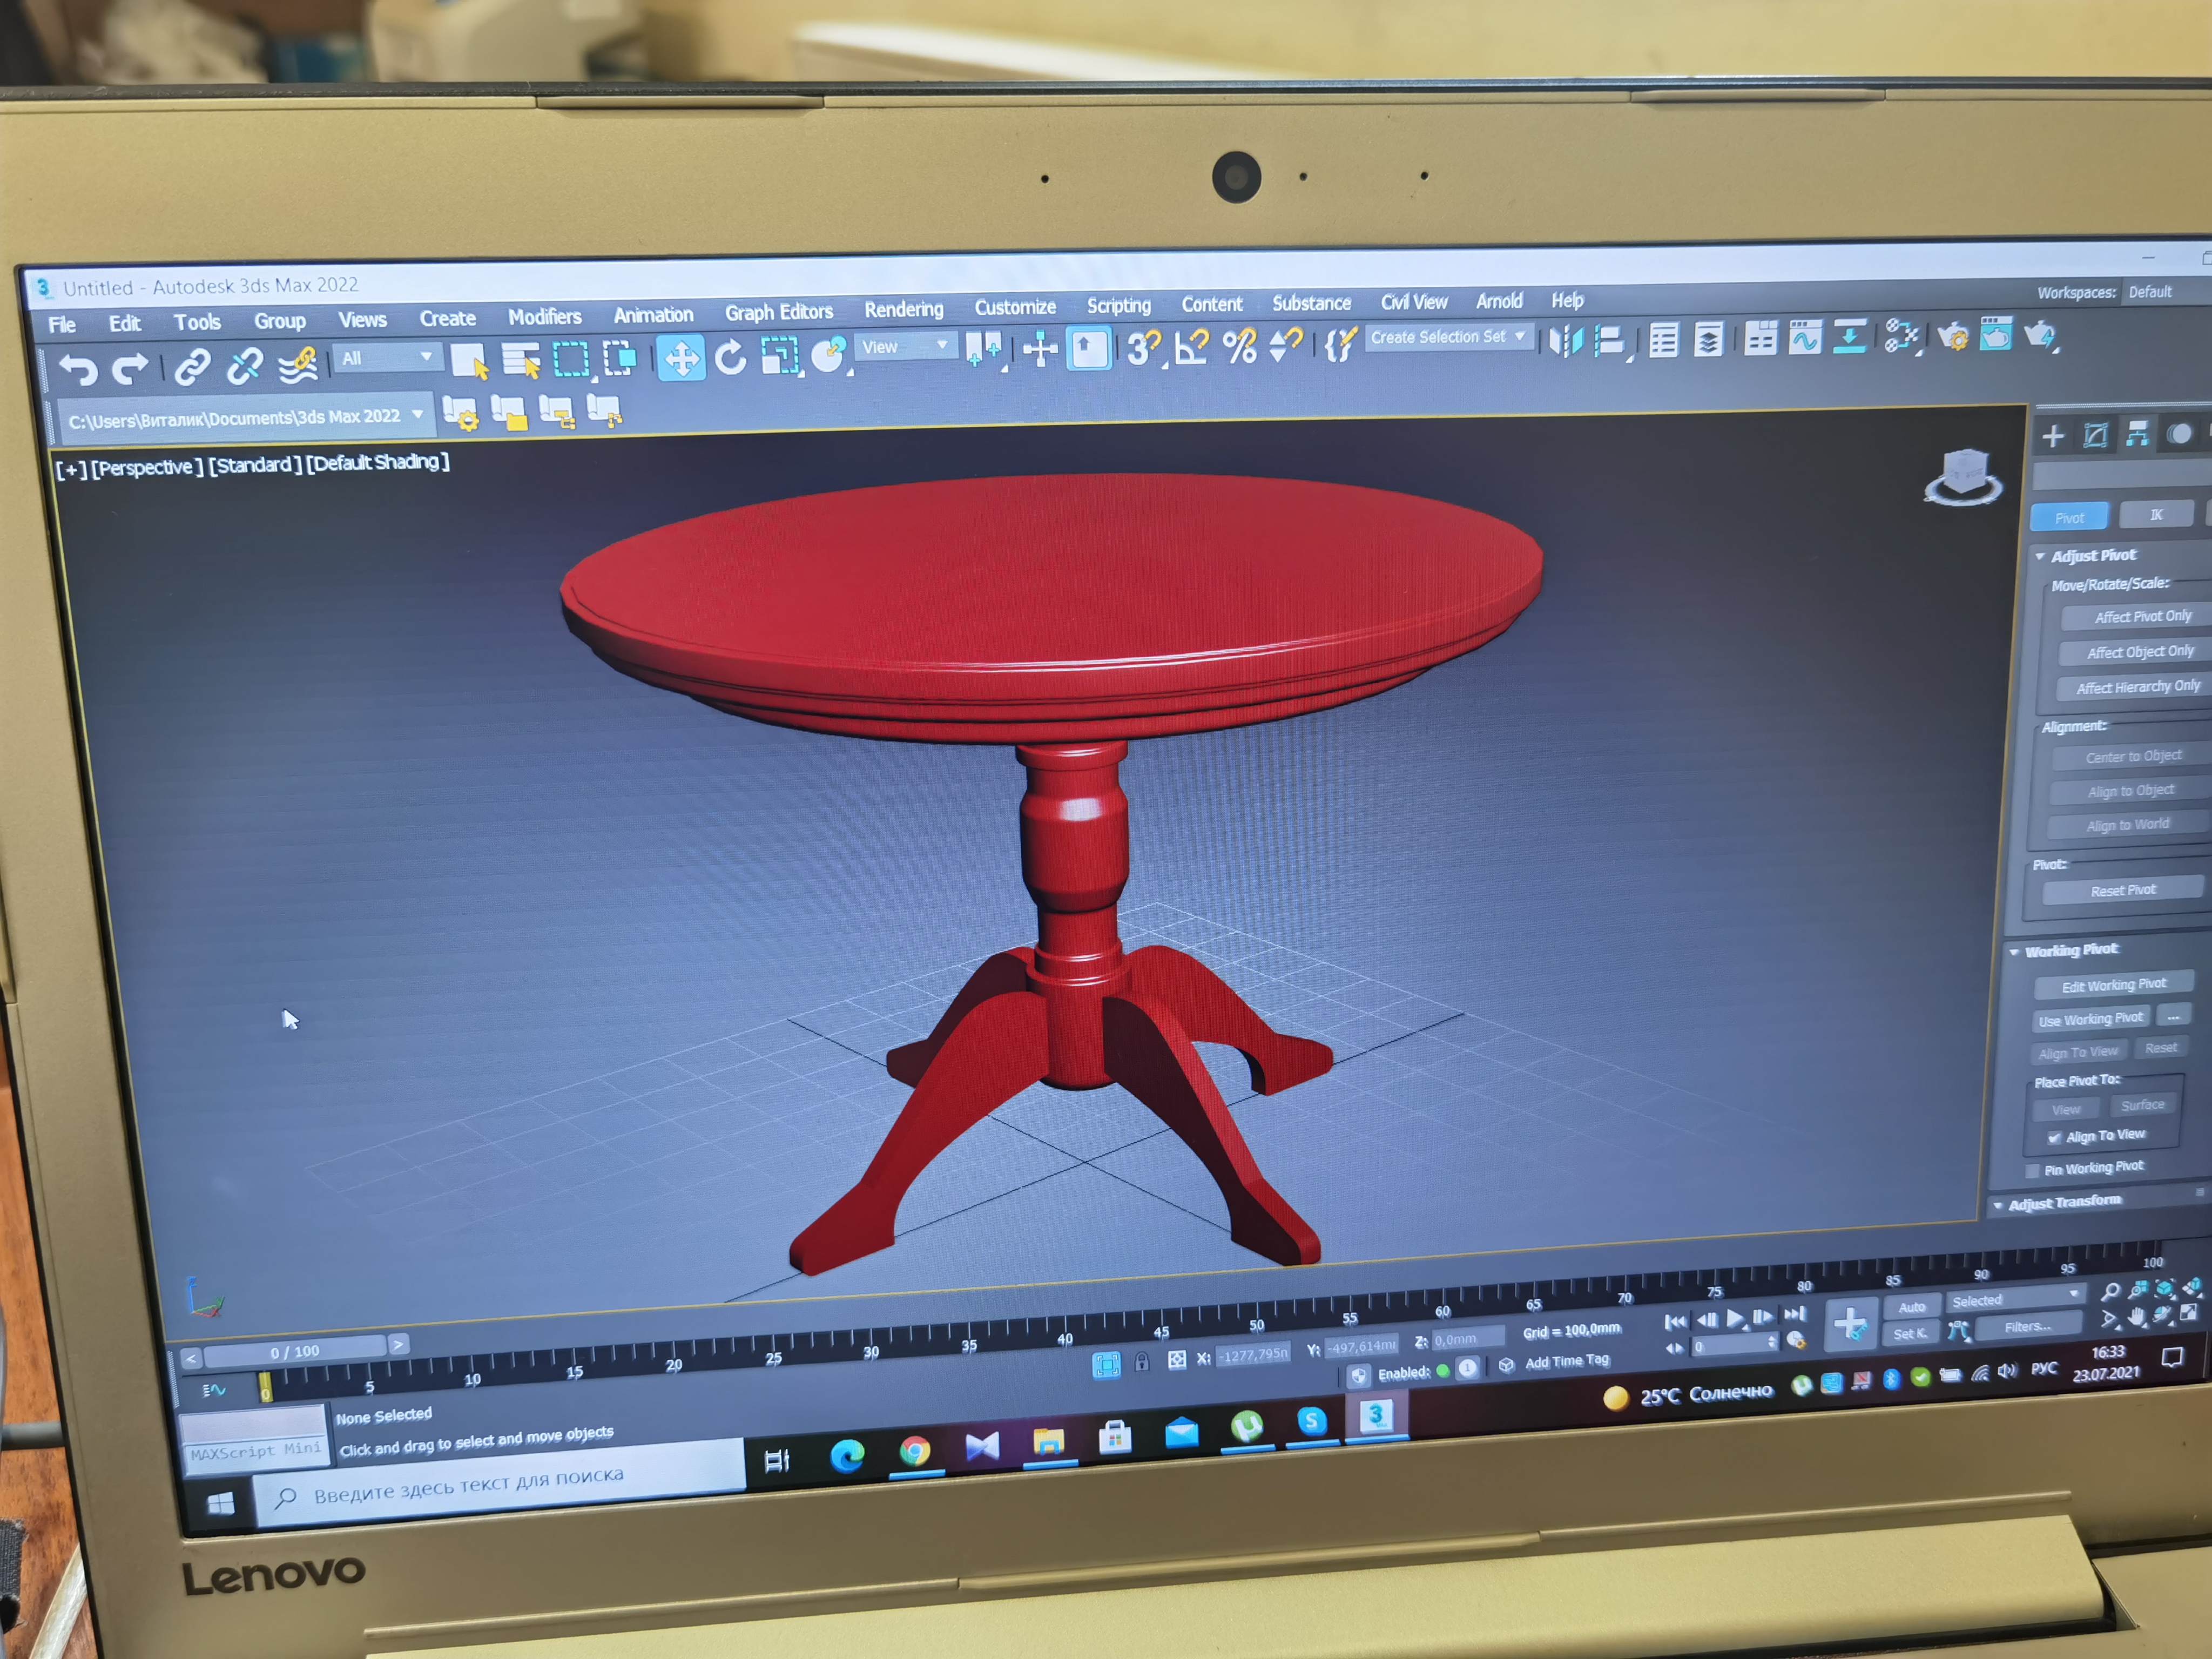 3 Untitled - Autodesk 3ds Max 2022
File Edit Tools Group Views Create Modifiers Animation Graph Editors Rendering Customize Scripting Content Substance Civil View Arnold Help
Workspaces: Default
All
View
Create Selection Set
C:\Users\Виталик\Documents\3ds Max 2022
[+] [Perspective] [Standard] [Default Shading]
Pivot IK
Adjust Pivot
Move/Rotate/Scale:
Affect Pivot Only
Affect Object Only
Affect Hierarchy Only
Alignment:
Center to Object
Align to Object
Align to World
Pivot:
Reset Pivot
Working Pivot
Edit Working Pivot
Use Working Pivot ...
Align To View Reset
Place Pivot To:
View Surface
Align To View
Pin Working Pivot
Adjust Transform
< 0 / 100 >
0 5 10 15 20 25 30 35 40 45 50 55 60 65 70 75 80 85 90 95 100
X: -1277,795n Y: -497,614mr Z: 0,0mm Grid = 100,0mm
Enabled: 1 Add Time Tag
0
Auto Selected
Set K. Filters...
None Selected
MAXScript Mini
Click and drag to select and move objects
Введите здесь текст для поиска
25°C Солнечно
РУС
16:33
23.07.2021
Lenovo